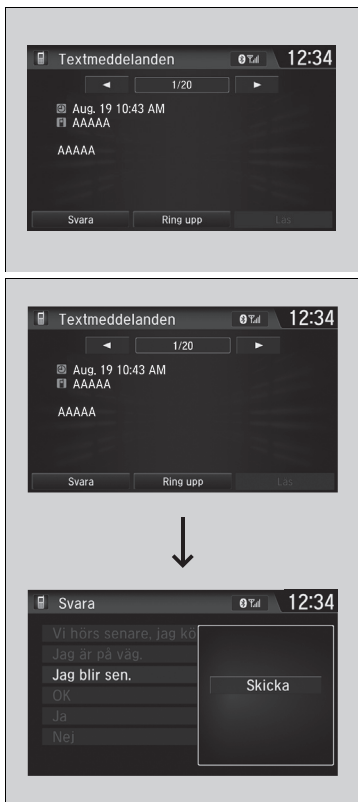 Textmeddelanden 12:34
1/20
Aug. 19 10:43 AM
AAAAA
AAAAA
Svara Ring upp Läs
Textmeddelanden 12:34
1/20
Aug. 19 10:43 AM
AAAAA
AAAAA
Svara Ring upp Läs
Svara 12:34
Vi hörs senare, jag kö
Jag är på väg.
Jag blir sen.
OK
Ja
Nej
Skicka